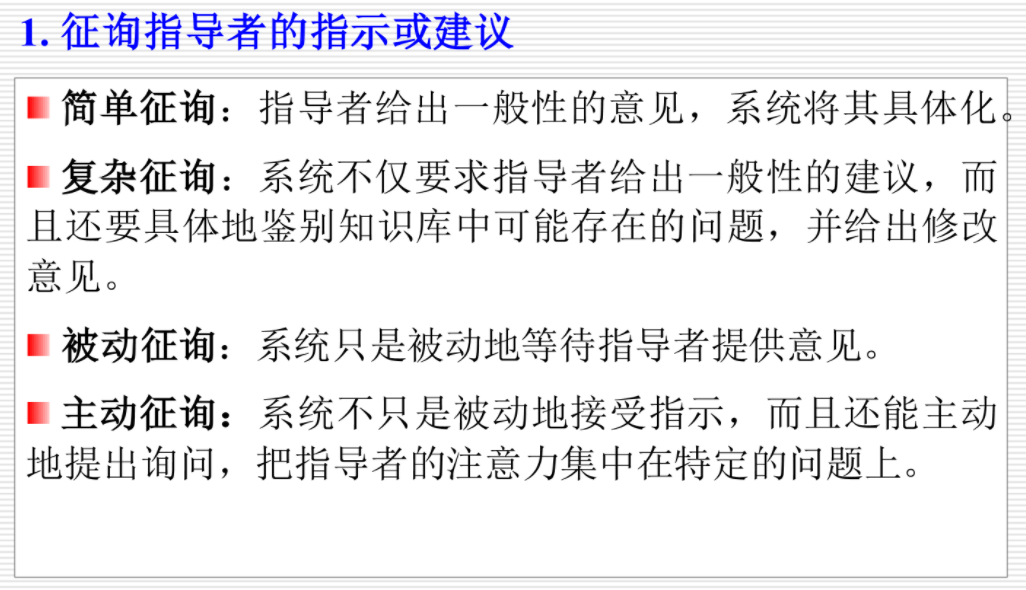 1. 征询指导者的指示或建议
简单征询：指导者给出一般性的意见，系统将其具体化。
复杂征询：系统不仅要求指导者给出一般性的建议，而
且还要具体地鉴别知识库中可能存在的问题，并给出修改
意见。
被动征询：系统只是被动地等待指导者提供意见。
主动征询：系统不只是被动地接受指示，而且还能主动
地提出询问，把指导者的注意力集中在特定的问题上。